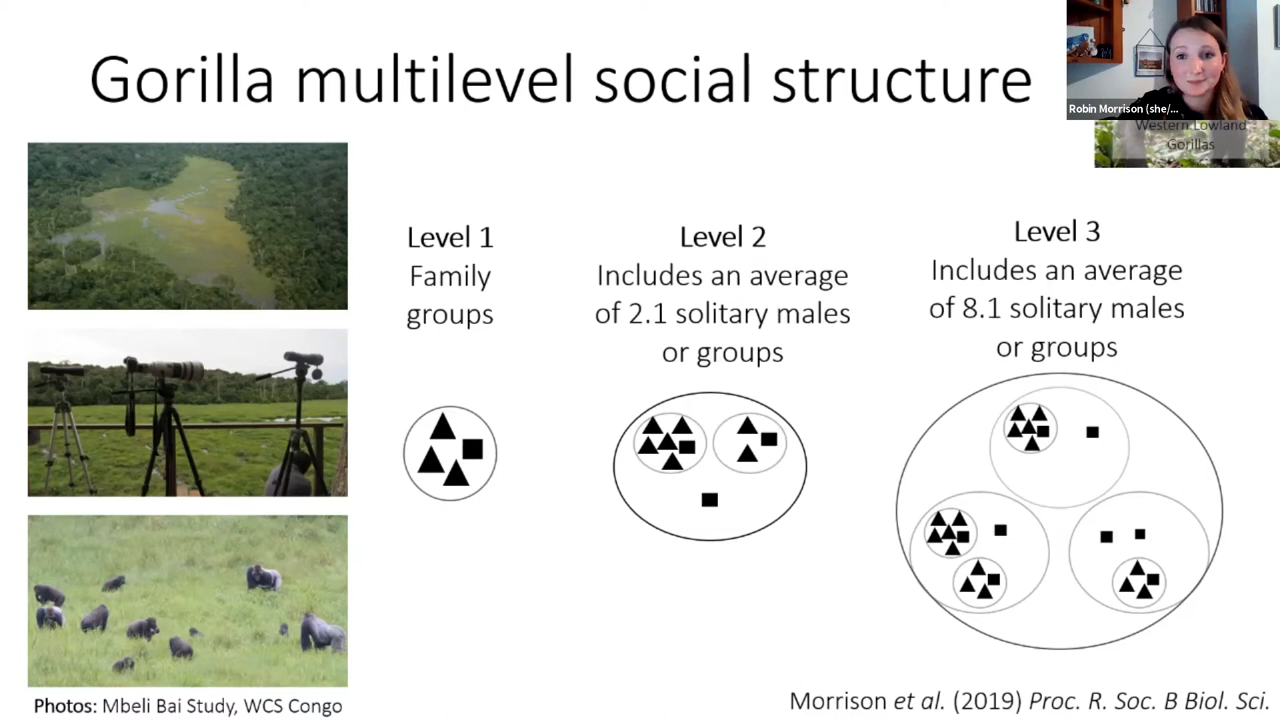 Gorilla multilevel social structure
Robin Morrison (she/...
Western Lowland
Gorillas
Level 1
Family
groups
Level 2
Includes an average
of 2.1 solitary males
or groups
Level 3
Includes an average
of 8.1 solitary males
or groups
Photos: Mbeli Bai Study, WCS Congo
Morrison et al. (2019) Proc. R. Soc. B Biol. Sci.